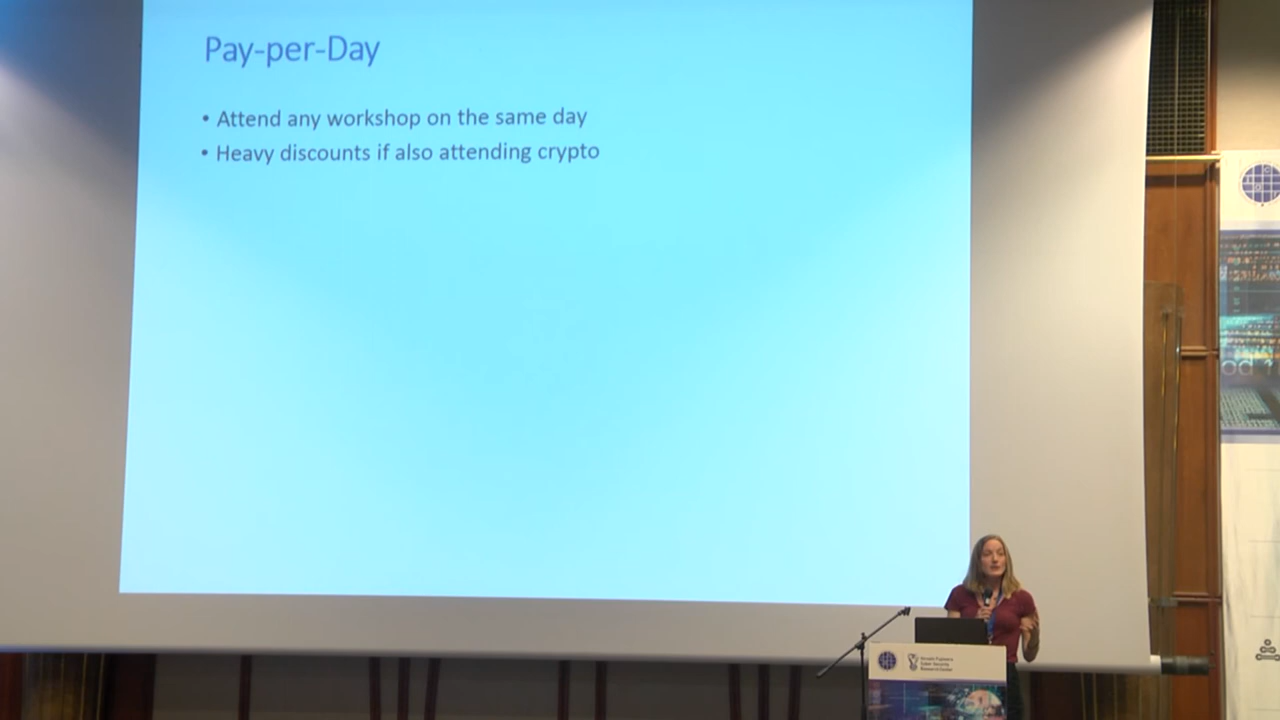 Pay-per-Day
• Attend any workshop on the same day
• Heavy discounts if also attending crypto